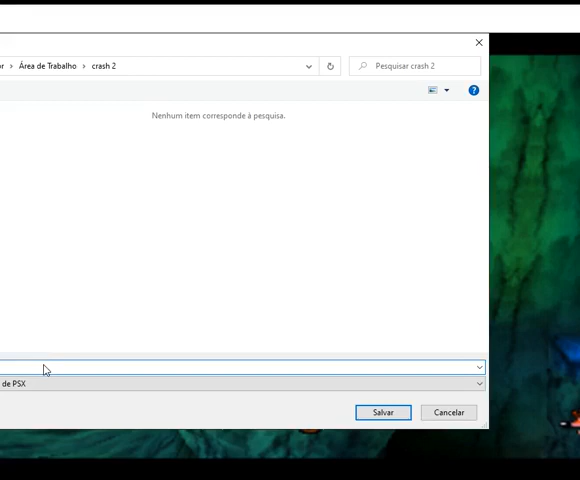 or › Área de Trabalho › crash 2
Pesquisar crash 2
?
Nenhum item corresponde à pesquisa.
de PSX
Salvar
Cancelar